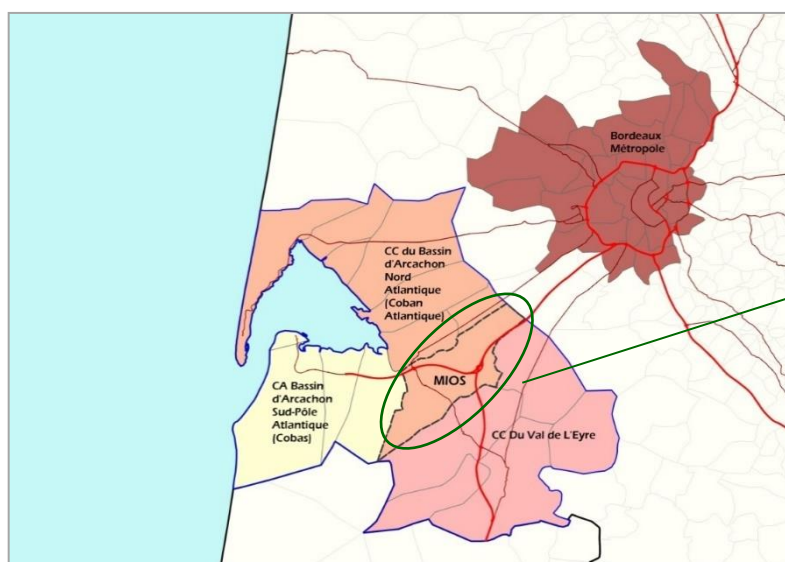 Bordeaux
Métropole
CC du Bassin
d'Arcachon
Nord
Atlantique
(Coban
Atlantique)
MIOS
CA Bassin
d'Arcachon
Sud-Pôle
Atlantique
(Cobas)
CC Du Val de L'Eyre